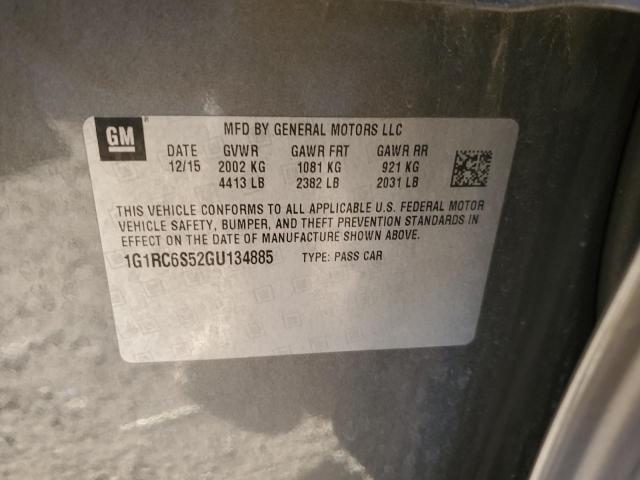 GM
MFD BY GENERAL MOTORS LLC
DATE GVWR GAWR FRT GAWR RR
12/15 2002 KG 1081 KG 921 KG
4413 LB 2382 LB 2031 LB
THIS VEHICLE CONFORMS TO ALL APPLICABLE U.S. FEDERAL MOTOR
VEHICLE SAFETY, BUMPER, AND THEFT PREVENTION STANDARDS IN
EFFECT ON THE DATE OF MANUFACTURE SHOWN ABOVE.
1G1RC6S52GU134885 TYPE: PASS CAR